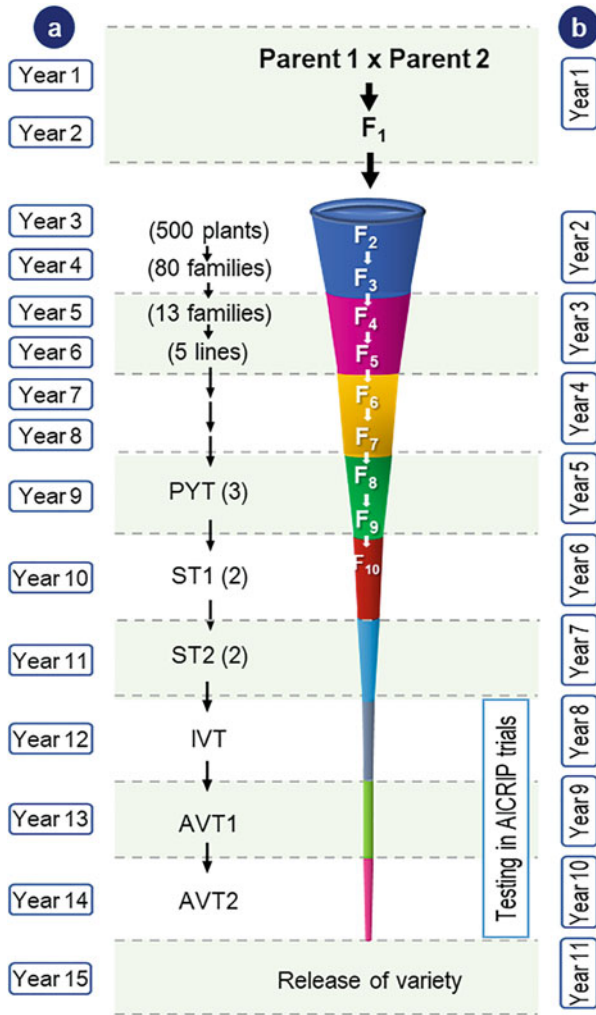 a
b
Parent 1 x Parent 2
Year 1
Year 1
Year 2
F₁
Year 3
(500 plants)
F₂
Year 2
Year 4
(80 families)
F₃
Year 5
(13 families)
F₄
Year 3
Year 6
(5 lines)
F₅
Year 7
F₆
Year 4
Year 8
F₇
Year 9
PYT (3)
F₈
Year 5
F₉
Year 10
ST1 (2)
F₁₀
Year 6
Year 11
ST2 (2)
Year 7
Year 12
IVT
Year 8
Testing in AICRIP trials
Year 13
AVT1
Year 9
Year 14
AVT2
Year 10
Year 15
Release of variety
Year 11